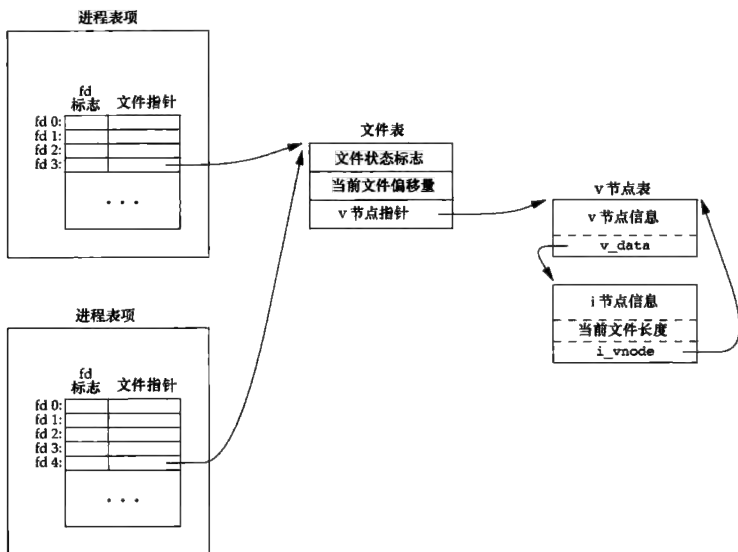 进程表项
fd
标志 文件指针
fd 0:
fd 1:
fd 2:
fd 3:
. . .
文件表
文件状态标志
当前文件偏移量
v 节点指针
v 节点表
v 节点信息
v_data
i 节点信息
当前文件长度
i_vnode
进程表项
fd
标志 文件指针
fd 0:
fd 1:
fd 2:
fd 3:
fd 4:
. . .